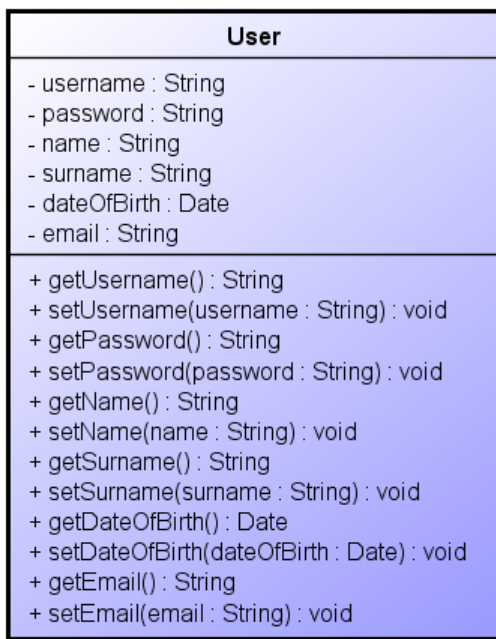 User
- username : String
- password : String
- name : String
- surname : String
- dateOfBirth : Date
- email : String
+ getUsername() : String
+ setUsername(username : String) : void
+ getPassword() : String
+ setPassword(password : String) : void
+ getName() : String
+ setName(name : String) : void
+ getSurname() : String
+ setSurname(surname : String) : void
+ getDateOfBirth() : Date
+ setDateOfBirth(dateOfBirth : Date) : void
+ getEmail() : String
+ setEmail(email : String) : void